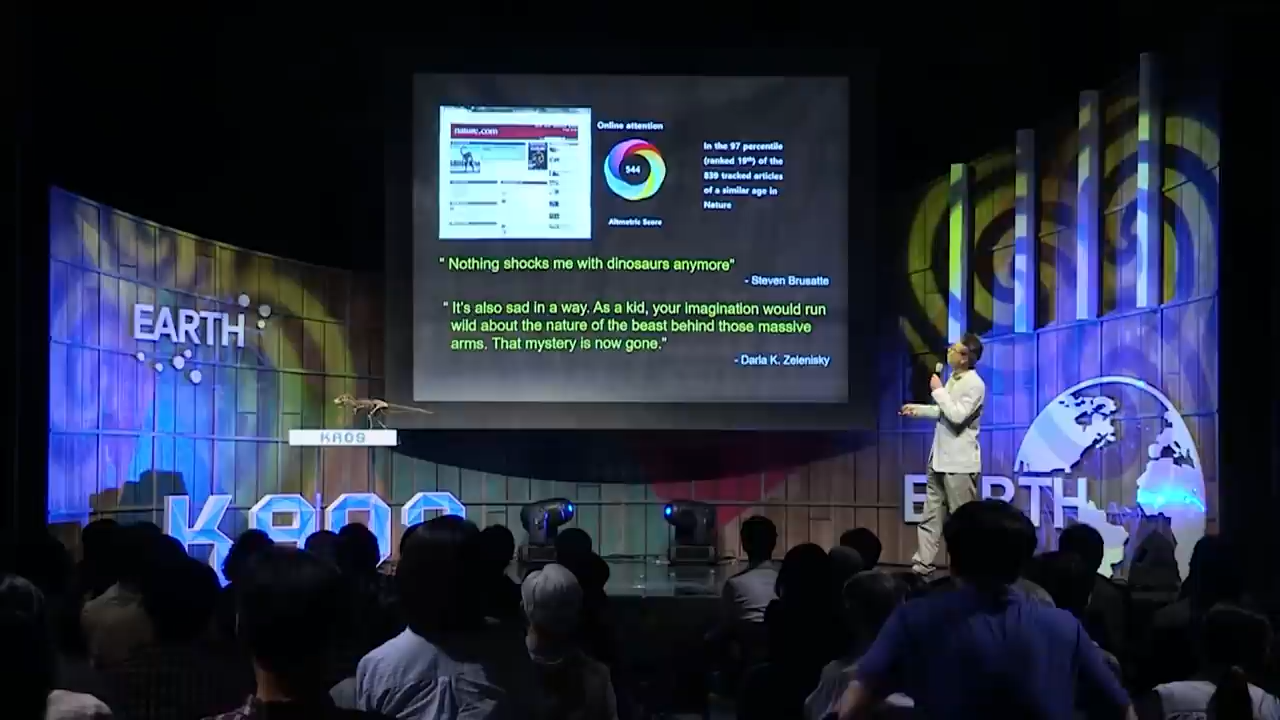 nature.com
Online attention
544
Altmetric Score
In the 97 percentile
(ranked 19th) of the
839 tracked articles
of a similar age in
Nature
" Nothing shocks me with dinosaurs anymore"
- Steven Brusatte
" It's also sad in a way. As a kid, your imagination would run
wild about the nature of the beast behind those massive
arms. That mystery is now gone."
- Darla K. Zelenisky
EARTH
KAOS
KAOS
EARTH